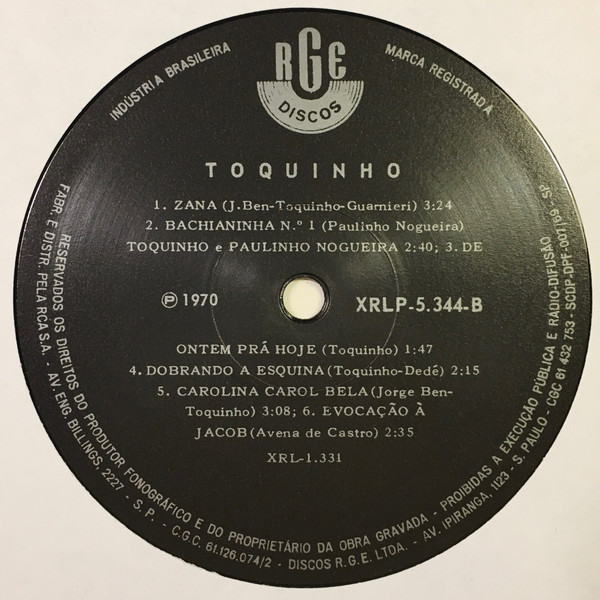 INDÚSTRIA BRASILEIRA
RGE
DISCOS
MARCA REGISTRADA
TOQUINHO
1. ZANA (J.Ben-Toquinho-Guarnieri) 3:24
2. BACHIANINHA N.º 1 (Paulinho Nogueira)
TOQUINHO e PAULINHO NOGUEIRA 2:40; 3. DE
℗ 1970
XRLP-5.344-B
ONTEM PRÁ HOJE (Toquinho) 1:47
4. DOBRANDO A ESQUINA (Toquinho-Dedé) 2:15
5. CAROLINA CAROL BELA (Jorge Ben-
Toquinho) 3:08; 6. EVOCAÇÃO À
JACOB (Avena de Castro) 2:35
XRL-1.331
RESERVADOS OS DIREITOS DO PRODUTOR FONOGRÁFICO E DO PROPRIETÁRIO DA OBRA GRAVADA - PROIBIDAS A EXECUÇÃO PÚBLICA E RÁDIO-DIFUSÃO
FABR. E DISTR. PELA RCA S.A. - AV. ENG. BILLINGS, 2227 - S.P. - C.G.C. 61.126.074/2 - DISCOS R.G.E. LTDA. - AV. IPIRANGA, 1123 - S. PAULO - CGC 61 432 753 - SCDP-DPF-007/69 - SP